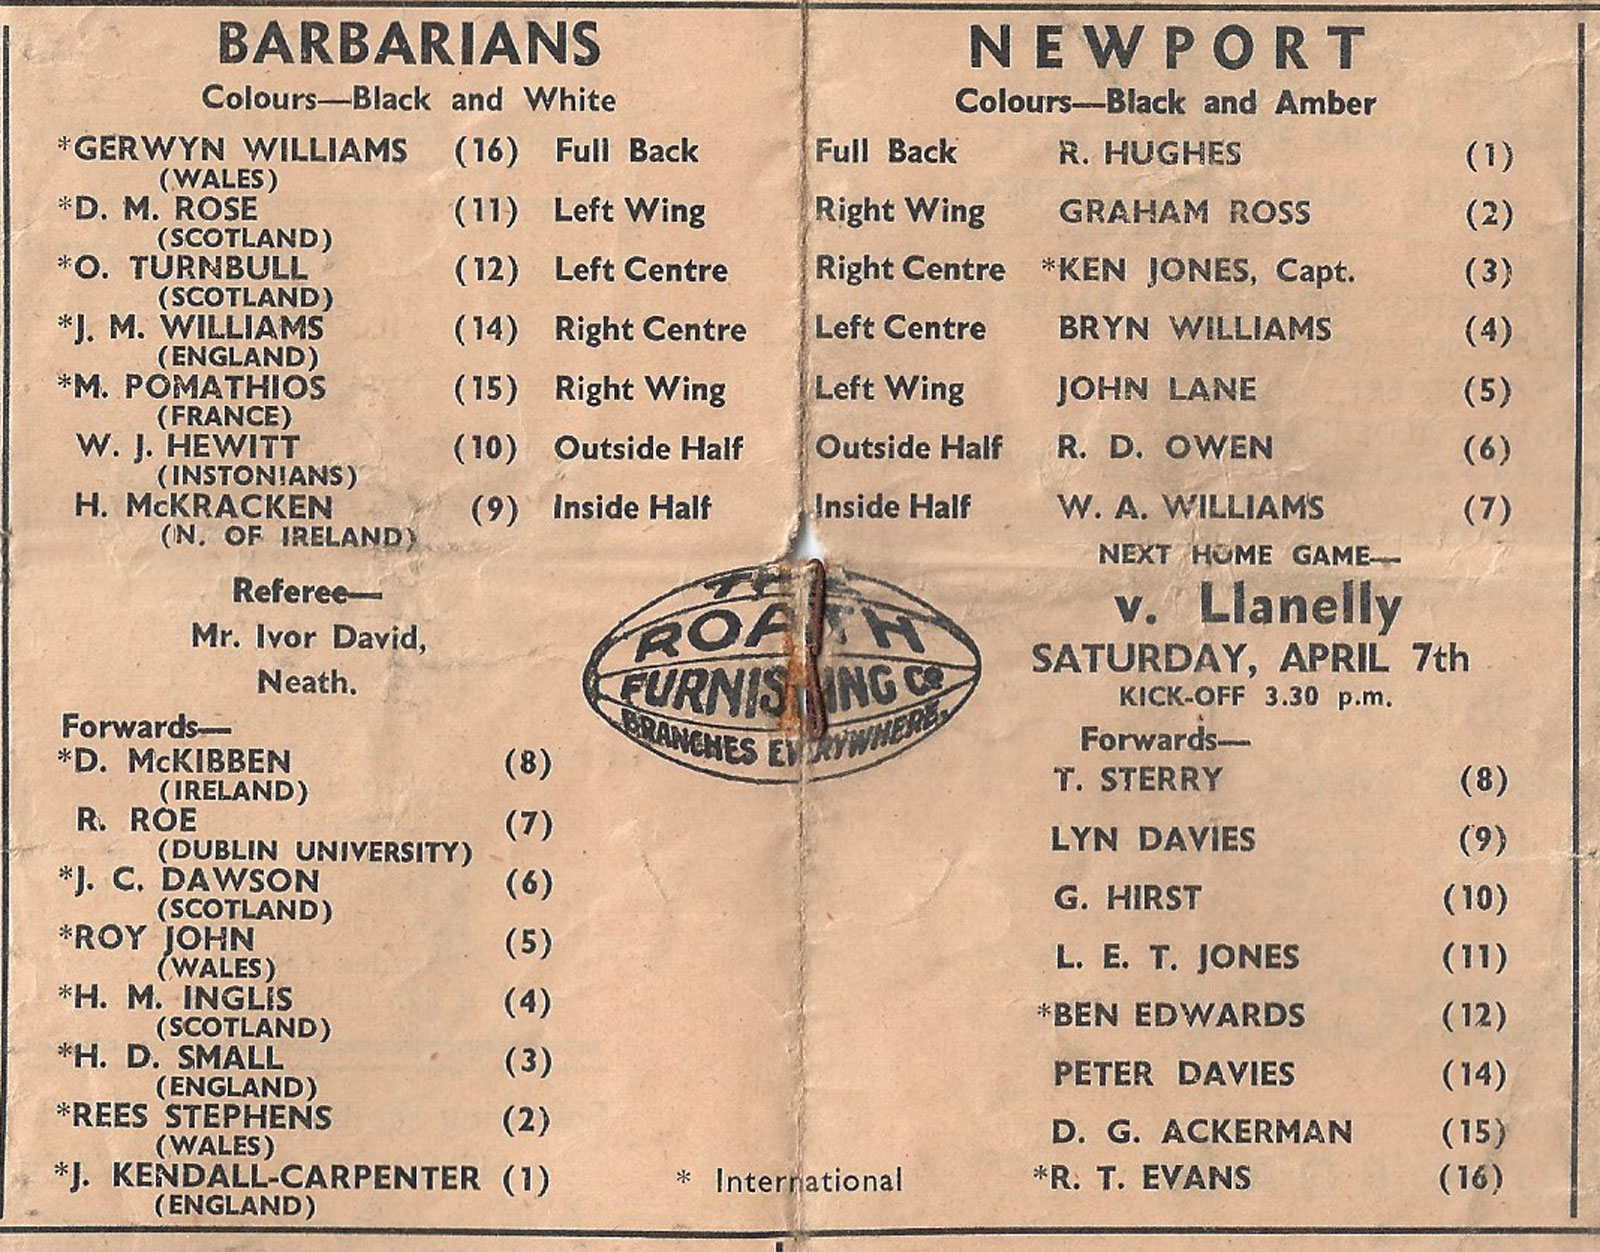 BARBARIANS
Colours—Black and White
*GERWYN WILLIAMS (16) Full Back
(WALES)
*D. M. ROSE (11) Left Wing
(SCOTLAND)
*O. TURNBULL (12) Left Centre
(SCOTLAND)
*J. M. WILLIAMS (14) Right Centre
(ENGLAND)
*M. POMATHIOS (15) Right Wing
(FRANCE)
W. J. HEWITT (10) Outside Half
(INSTONIANS)
H. McKRACKEN (9) Inside Half
(N. OF IRELAND)
Referee—
Mr. Ivor David,
Neath.
Forwards—
*D. McKIBBEN (8)
(IRELAND)
R. ROE (7)
(DUBLIN UNIVERSITY)
*J. C. DAWSON (6)
(SCOTLAND)
*ROY JOHN (5)
(WALES)
*H. M. INGLIS (4)
(SCOTLAND)
*H. D. SMALL (3)
(ENGLAND)
*REES STEPHENS (2)
(WALES)
*J. KENDALL-CARPENTER (1)
(ENGLAND)
THE
ROATH
FURNISHING Co
BRANCHES EVERYWHERE.
* International
NEWPORT
Colours—Black and Amber
Full Back R. HUGHES (1)
Right Wing GRAHAM ROSS (2)
Right Centre *KEN JONES, Capt. (3)
Left Centre BRYN WILLIAMS (4)
Left Wing JOHN LANE (5)
Outside Half R. D. OWEN (6)
Inside Half W. A. WILLIAMS (7)
NEXT HOME GAME—
v. Llanelly
SATURDAY, APRIL 7th
KICK-OFF 3.30 p.m.
Forwards—
T. STERRY (8)
LYN DAVIES (9)
G. HIRST (10)
L. E. T. JONES (11)
*BEN EDWARDS (12)
PETER DAVIES (14)
D. G. ACKERMAN (15)
*R. T. EVANS (16)